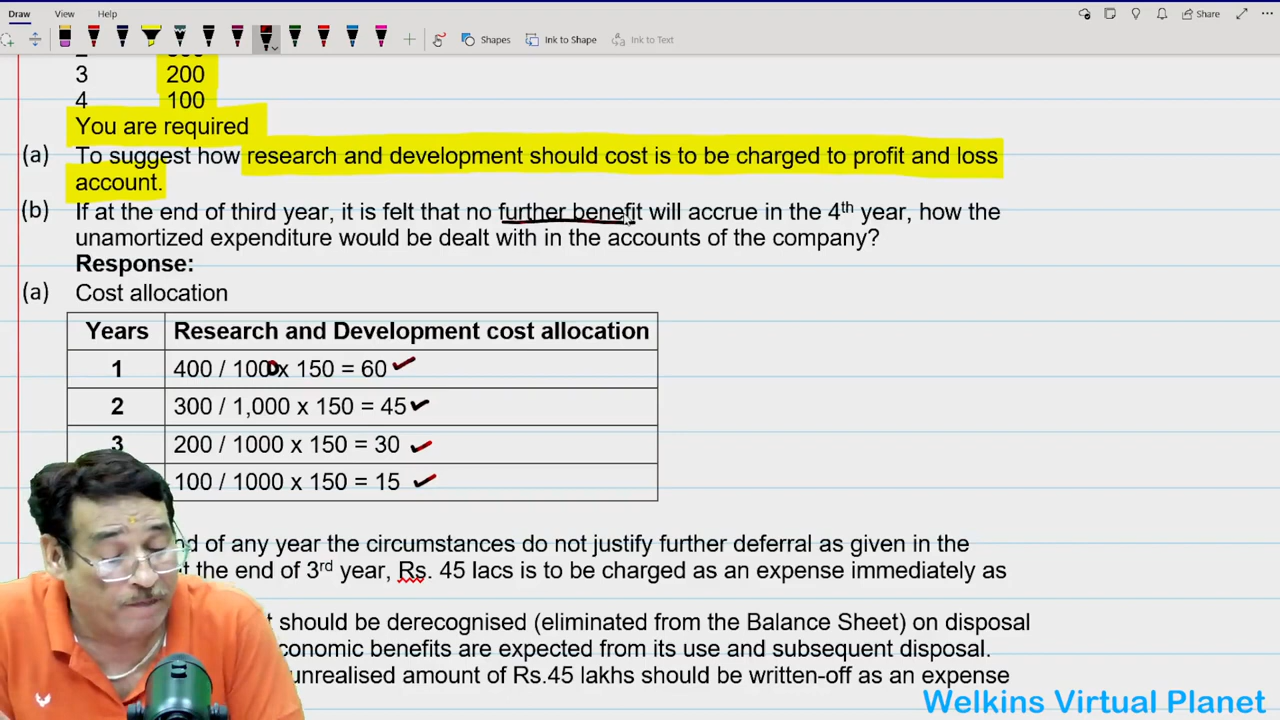 Draw View Help
Shapes Ink to Shape Ink to Text Share
3 200
4 100
You are required
(a) To suggest how research and development should cost is to be charged to profit and loss
account.
(b) If at the end of third year, it is felt that no further benefit will accrue in the 4th year, how the
unamortized expenditure would be dealt with in the accounts of the company?
Response:
(a) Cost allocation
Years Research and Development cost allocation
1 400 / 1000 x 150 = 60
2 300 / 1,000 x 150 = 45
3 200 / 1000 x 150 = 30
100 / 1000 x 150 = 15
of any year the circumstances do not justify further deferral as given in the
the end of 3rd year, Rs. 45 lacs is to be charged as an expense immediately as
should be derecognised (eliminated from the Balance Sheet) on disposal
benefits are expected from its use and subsequent disposal.
unrealised amount of Rs.45 lakhs should be written-off as an expense
Welkins Virtual Planet